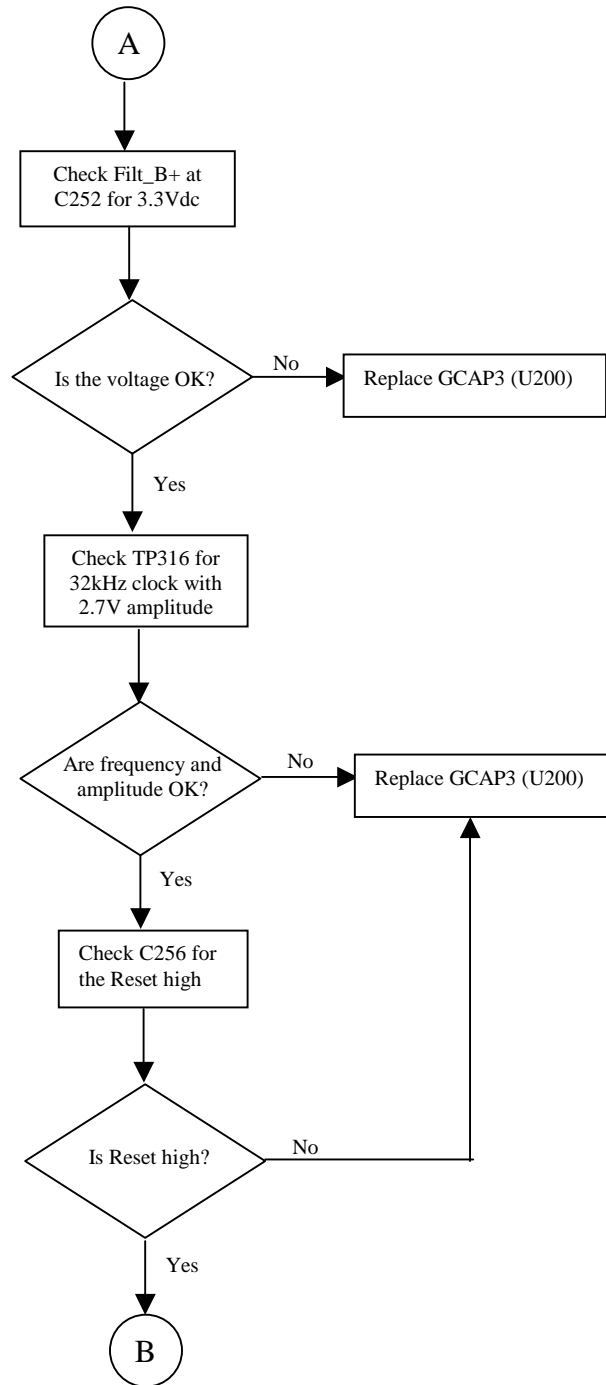 A
Check Filt_B+ at
C252 for 3.3Vdc
Is the voltage OK?
No
Replace GCAP3 (U200)
Yes
Check TP316 for
32kHz clock with
2.7V amplitude
Are frequency and
amplitude OK?
No
Replace GCAP3 (U200)
Yes
Check C256 for
the Reset high
Is Reset high?
No
Yes
B